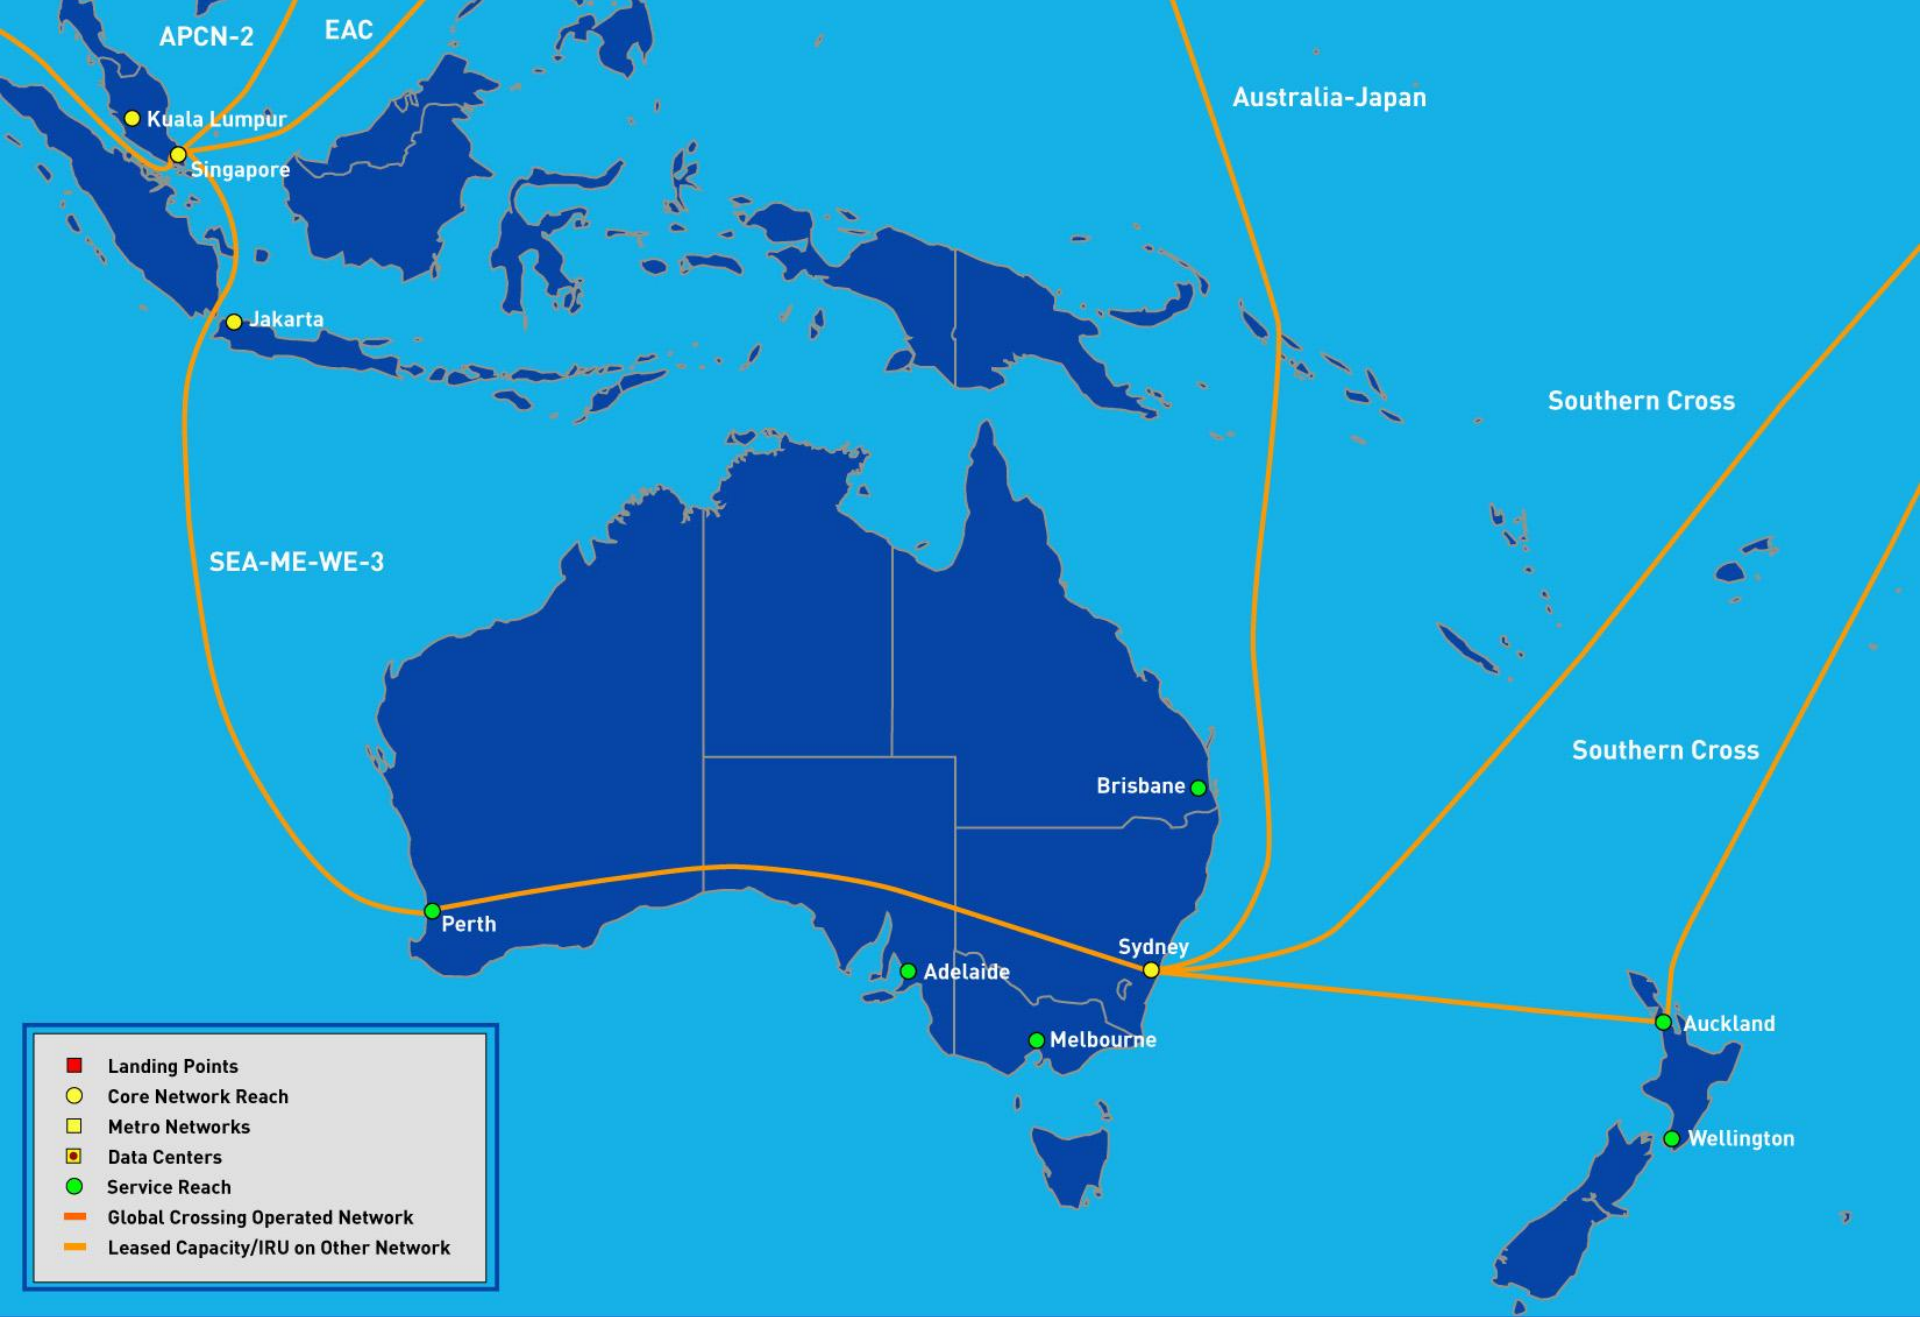 APCN-2
EAC
Australia-Japan
Kuala Lumpur
Singapore
Jakarta
Southern Cross
SEA-ME-WE-3
Southern Cross
Brisbane
Perth
Sydney
Adelaide
Auckland
Melbourne
Wellington
Landing Points
Core Network Reach
Metro Networks
Data Centers
Service Reach
Global Crossing Operated Network
Leased Capacity/IRU on Other Network